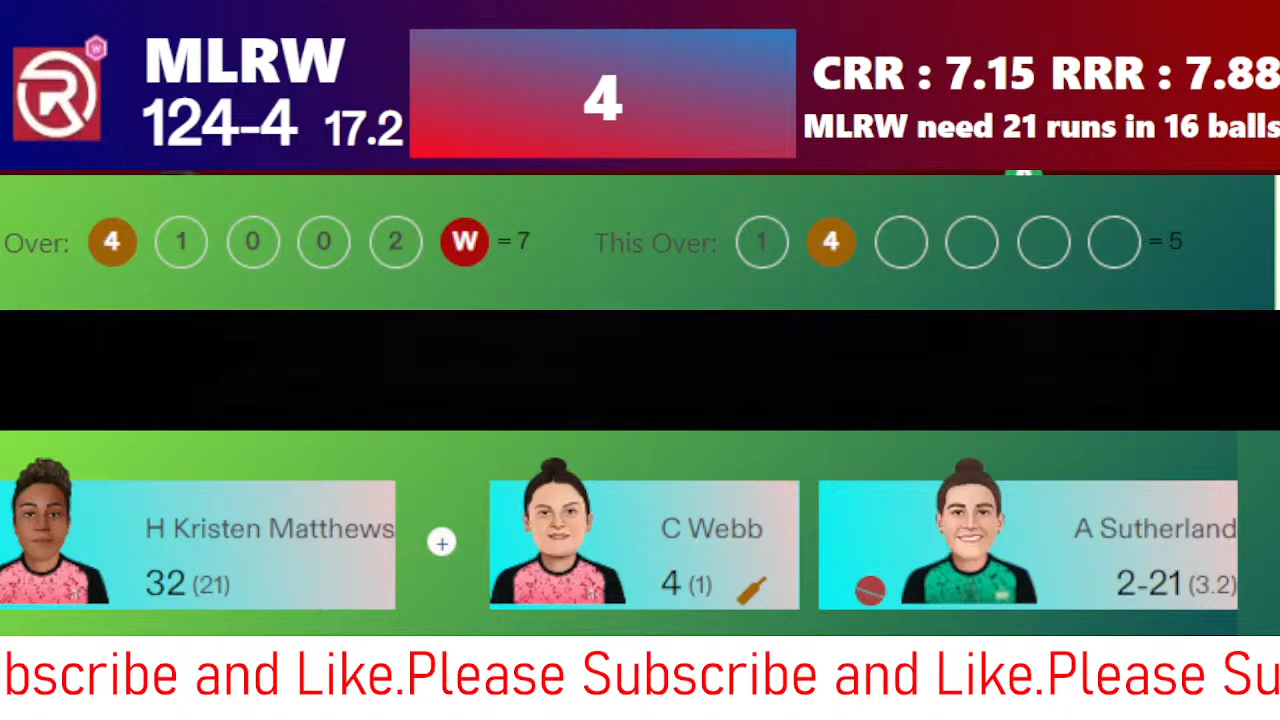 MLRW
124-4 17.2
4
CRR : 7.15 RRR : 7.88
MLRW need 21 runs in 16 balls
Over: 4 1 0 0 2 W = 7 This Over: 1 4 = 5
H Kristen Matthews
32 (21)
+
C Webb
4 (1)
A Sutherland
2-21 (3.2)
bscribe and Like.Please Subscribe and Like.Please Su